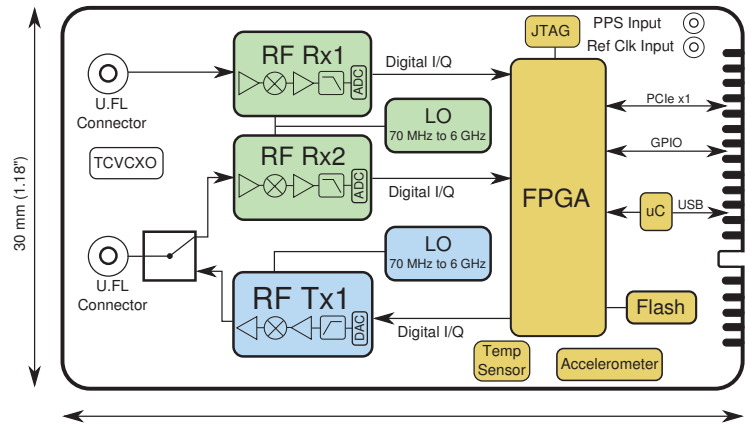 JTAG
PPS Input
Ref Clk Input
RF Rx1
ADC
Digital I/Q
U.FL
Connector
LO
70 MHz to 6 GHz
PCIe x1
TCVCXO
RF Rx2
ADC
Digital I/Q
GPIO
FPGA
uC
USB
30 mm (1.18")
U.FL
Connector
LO
70 MHz to 6 GHz
RF Tx1
DAC
Digital I/Q
Flash
Temp
Sensor
Accelerometer